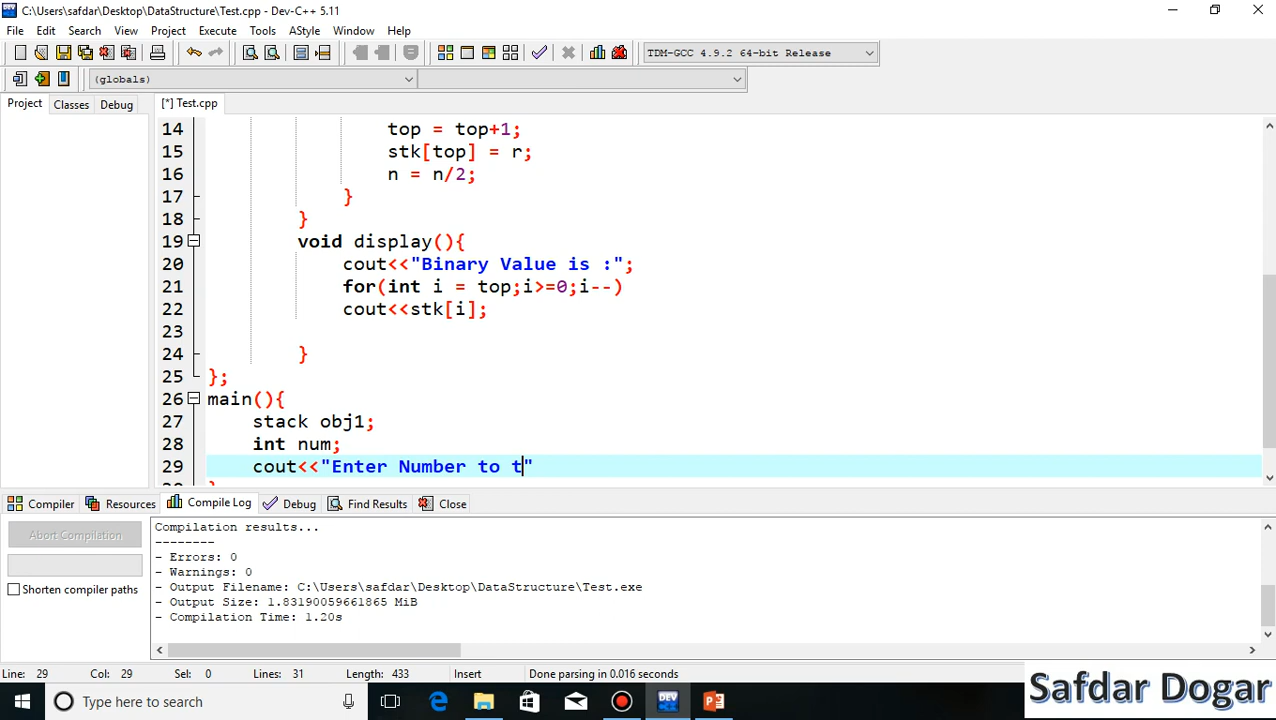 C:\Users\safdar\Desktop\DataStructure\Test.cpp - Dev-C++ 5.11
File Edit Search View Project Execute Tools AStyle Window Help
TDM-GCC 4.9.2 64-bit Release
(globals)
Project Classes Debug [*] Test.cpp
14 top = top+1;
15 stk[top] = r;
16 n = n/2;
17 }
18 }
19 void display(){
20 cout<<"Binary Value is :";
21 for(int i = top;i>=0;i--)
22 cout<<stk[i];
23
24 }
25 };
26 main(){
27 stack obj1;
28 int num;
29 cout<<"Enter Number to t"
Compiler Resources Compile Log Debug Find Results Close
Abort Compilation
Shorten compiler paths
Compilation results...
--------
- Errors: 0
- Warnings: 0
- Output Filename: C:\Users\safdar\Desktop\DataStructure\Test.exe
- Output Size: 1.83190059661865 MiB
- Compilation Time: 1.20s
Line: 29 Col: 29 Sel: 0 Lines: 31 Length: 433 Insert Done parsing in 0.016 seconds
Type here to search
DEV
Safdar Dogar